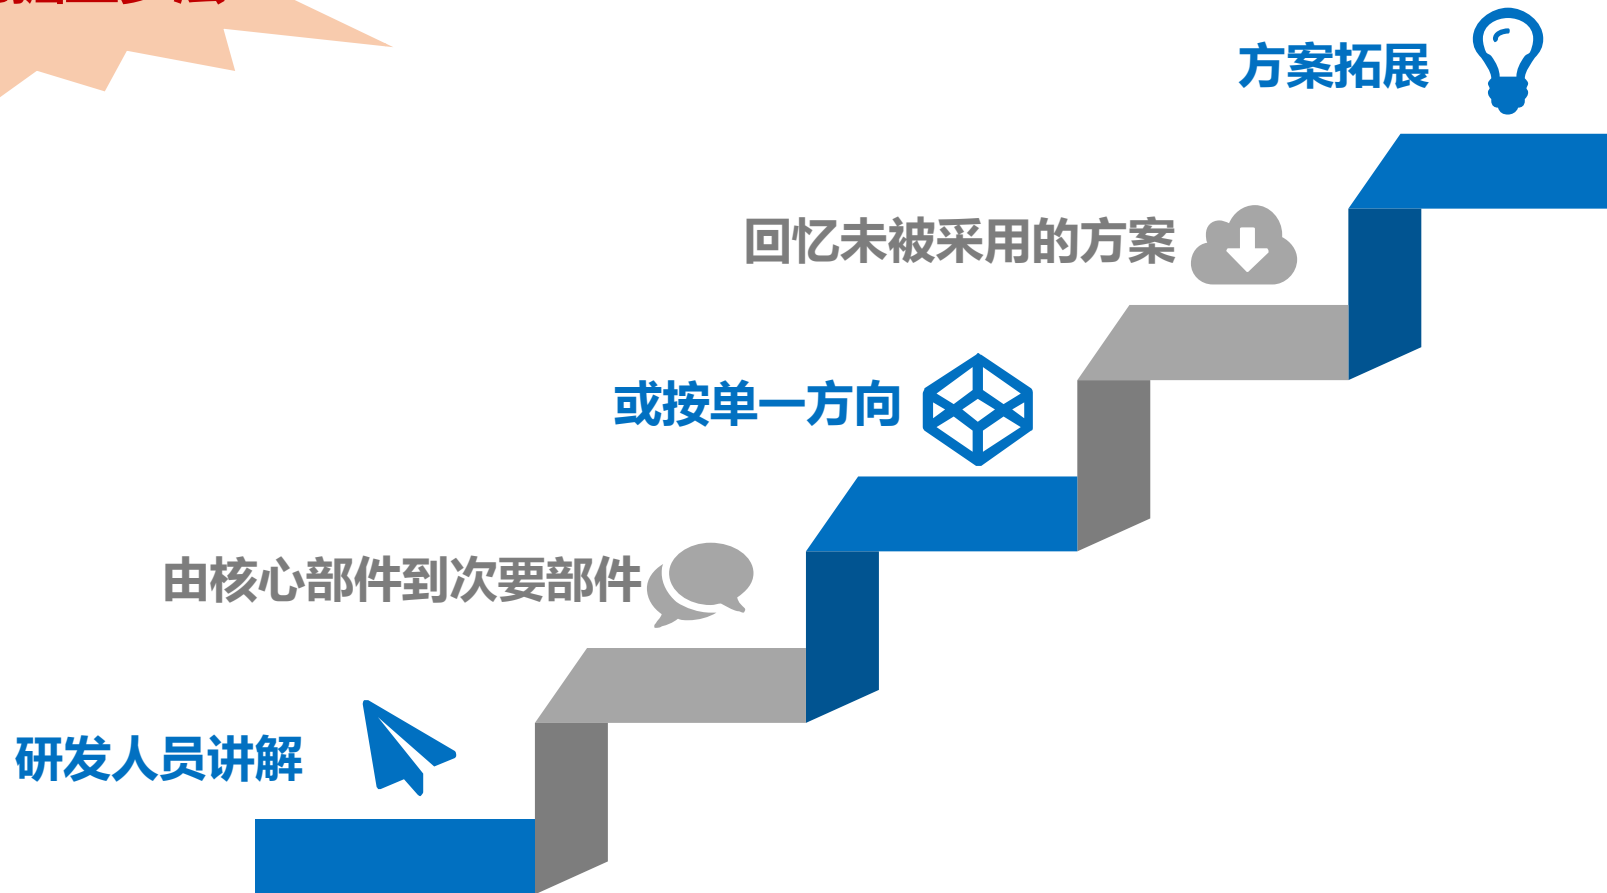 方案拓展
回忆未被采用的方案
或按单一方向
由核心部件到次要部件
研发人员讲解